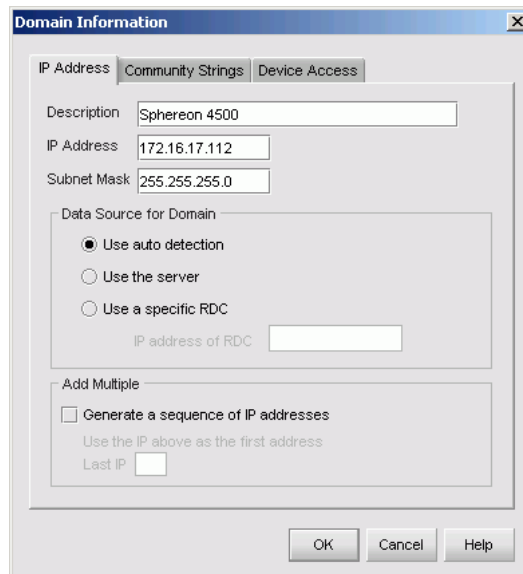 Domain Information
IP Address Community Strings Device Access
Description Sphereon 4500
IP Address 172.16.17.112
Subnet Mask 255.255.255.0
Data Source for Domain
Use auto detection
Use the server
Use a specific RDC
IP address of RDC
Add Multiple
Generate a sequence of IP addresses
Use the IP above as the first address
Last IP
OK Cancel Help